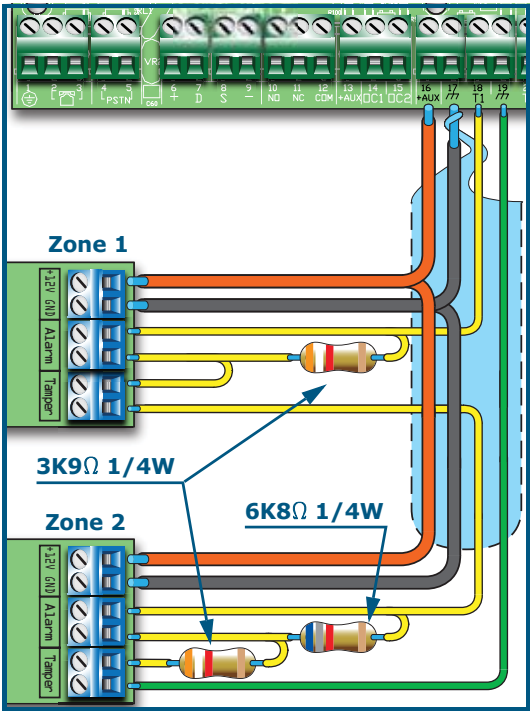 VR
C60
2 3 4 5 6 7 8 9 10 11 12 13 14 15 16 17 18 19
PSTN + D S - NO NC COM +AUX OC1 OC2 +AUX T1
Zone 1
+12V GND
Alarm
Tamper
3K9Ω 1/4W
6K8Ω 1/4W
Zone 2
+12V GND
Alarm
Tamper